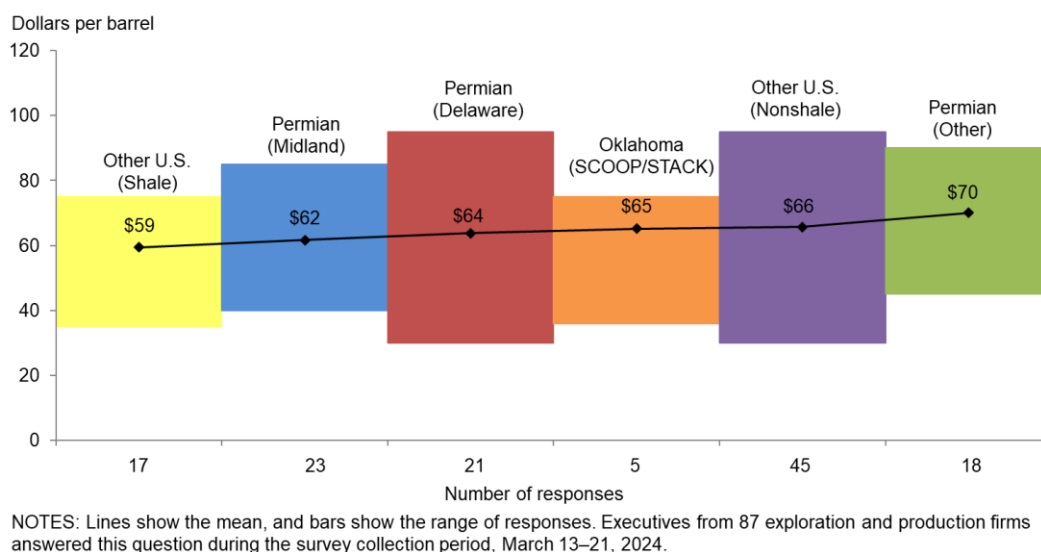 Dollars per barrel
120
100
80
60
40
20
0
Other U.S.
(Shale)
$59
Permian
(Midland)
$62
Permian
(Delaware)
$64
Oklahoma
(SCOOP/STACK)
$65
Other U.S.
(Nonshale)
$66
Permian
(Other)
$70
17 23 21 5 45 18
Number of responses
NOTES: Lines show the mean, and bars show the range of responses. Executives from 87 exploration and production firms
answered this question during the survey collection period, March 13–21, 2024.